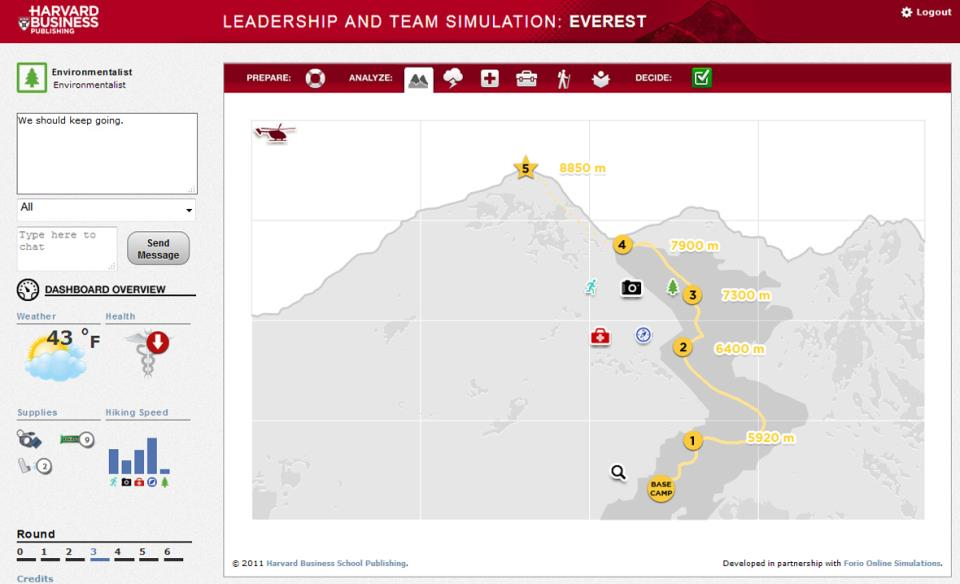 HARVARD
BUSINESS
PUBLISHING
LEADERSHIP AND TEAM SIMULATION: EVEREST
Logout
Environmentalist
Environmentalist
PREPARE: ANALYZE: DECIDE:
We should keep going.
All
Type here to
chat
Send
Message
DASHBOARD OVERVIEW
Weather Health
43 °F
Supplies Hiking Speed
9
2
Round
0 1 2 3 4 5 6
Credits
5 8850 m
4 7900 m
3 7300 m
2 6400 m
1 5920 m
BASE
CAMP
© 2011 Harvard Business School Publishing.
Developed in partnership with Forio Online Simulations.